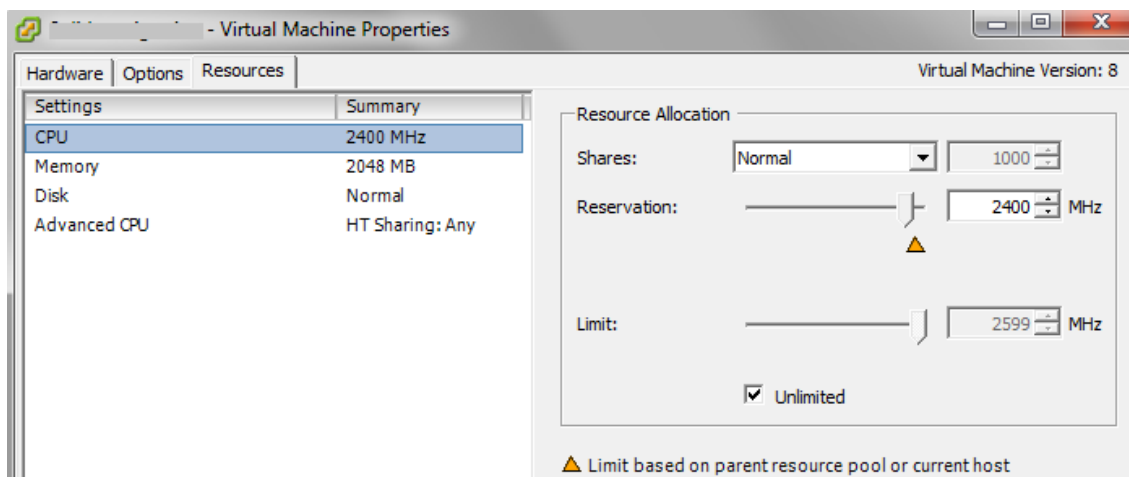 - Virtual Machine Properties
Hardware Options Resources Virtual Machine Version: 8
Settings Summary
CPU 2400 MHz
Memory 2048 MB
Disk Normal
Advanced CPU HT Sharing: Any
Resource Allocation
Shares: Normal 1000
Reservation: 2400 MHz
Limit: 2599 MHz
Unlimited
Limit based on parent resource pool or current host